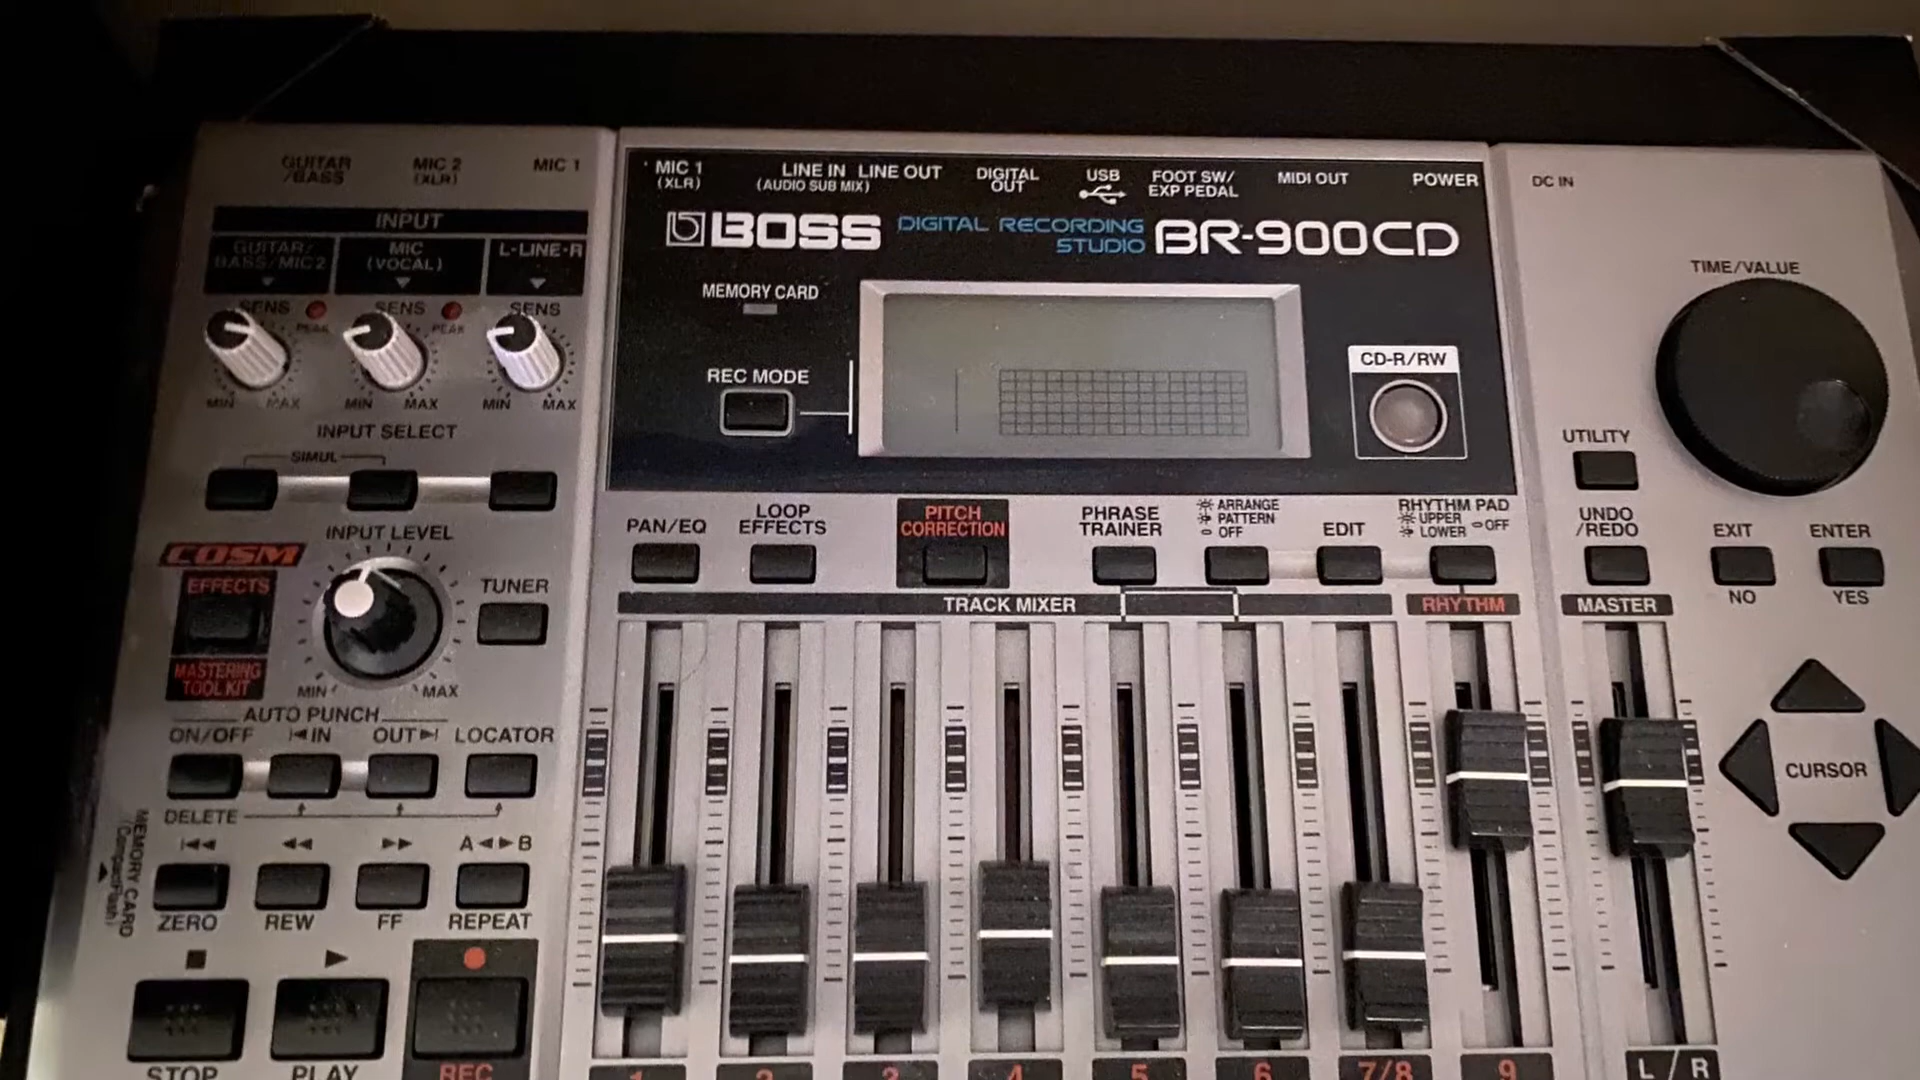 GUITAR
/BASS
MIC 2
(XLR)
MIC 1
MIC 1
(XLR)
LINE IN
LINE OUT
(AUDIO SUB MIX)
DIGITAL
OUT
USB
FOOT SW/
EXP PEDAL
MIDI OUT
POWER
DC IN
INPUT
GUITAR/
BASS/MIC2
MIC
(VOCAL)
L-LINE-R
SENS
PEAK
SENS
PEAK
SENS
MIN
MAX
MIN
MAX
MIN
MAX
INPUT SELECT
SIMUL
BOSS
DIGITAL RECORDING
STUDIO
BR-900CD
MEMORY CARD
REC MODE
CD-R/RW
TIME/VALUE
UTILITY
COSM
EFFECTS
MASTERING
TOOL KIT
INPUT LEVEL
MIN
MAX
TUNER
PAN/EQ
LOOP
EFFECTS
PITCH
CORRECTION
PHRASE
TRAINER
ARRANGE
PATTERN
OFF
EDIT
RHYTHM PAD
UPPER
LOWER
OFF
UNDO
/REDO
EXIT
NO
ENTER
YES
TRACK MIXER
RHYTHM
MASTER
AUTO PUNCH
ON/OFF
IN
OUT
LOCATOR
DELETE
A◄►B
ZERO
REW
FF
REPEAT
MEMORY CARD
(CompactFlash)
CURSOR
STOP
PLAY
REC
1
2
3
4
5
6
7/8
9
L/R